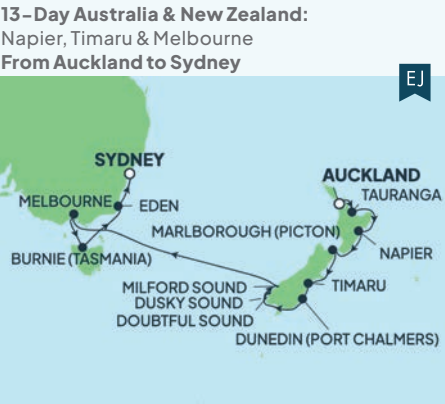 13-Day Australia & New Zealand:
Napier, Timaru & Melbourne
From Auckland to Sydney
EJ
SYDNEY
AUCKLAND
TAURANGA
MELBOURNE
EDEN
MARLBOROUGH (PICTON)
NAPIER
BURNIE (TASMANIA)
MILFORD SOUND
TIMARU
DUSKY SOUND
DOUBTFUL SOUND
DUNEDIN (PORT CHALMERS)